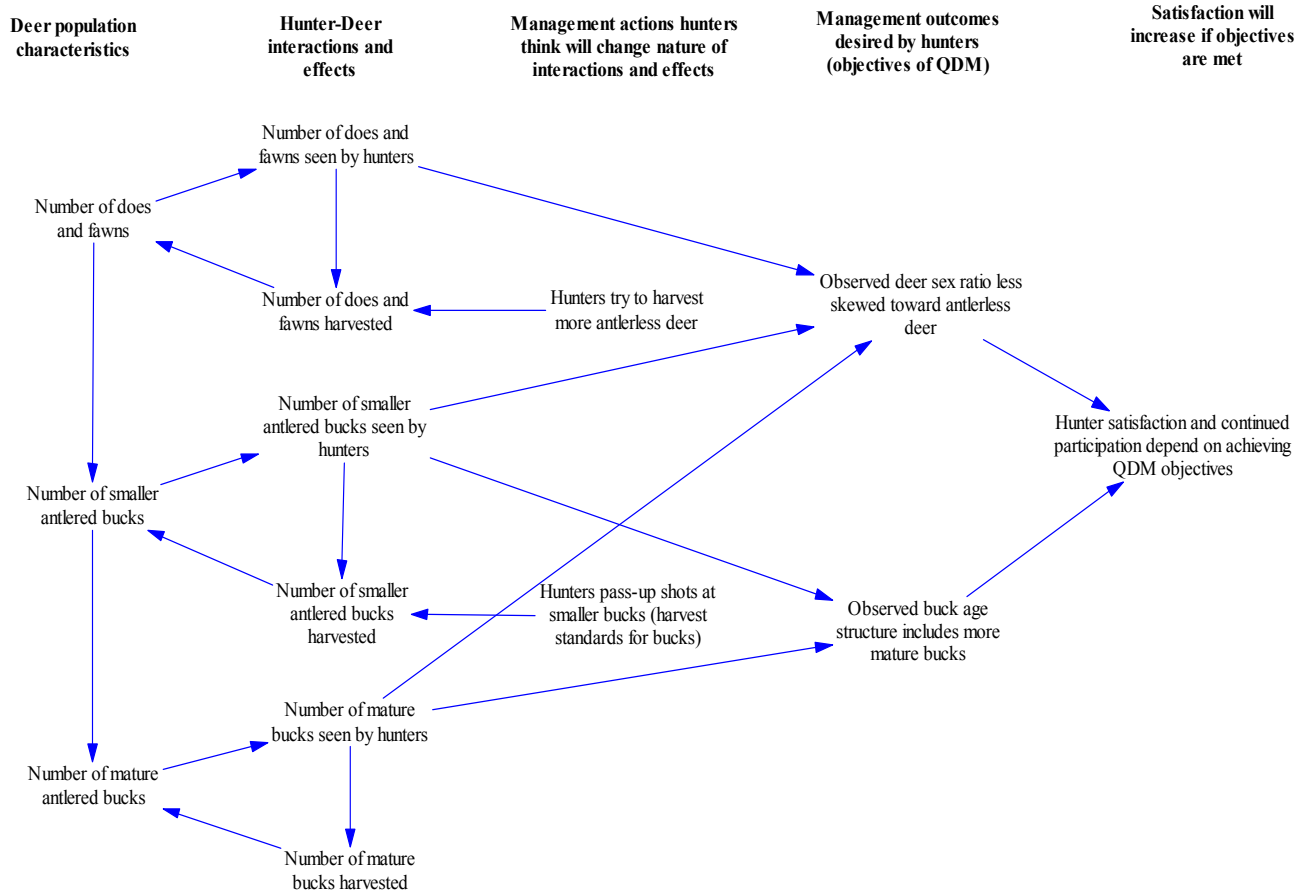 Deer population
characteristics
Hunter-Deer
interactions and
effects
Management actions hunters
think will change nature of
interactions and effects
Management outcomes
desired by hunters
(objectives of QDM)
Satisfaction will
increase if objectives
are met
Number of does and
fawns seen by hunters
Number of does
and fawns
Number of does and
fawns harvested
Hunters try to harvest
more antlerless deer
Observed deer sex ratio less
skewed toward antlerless
deer
Number of smaller
antlered bucks seen by
hunters
Hunter satisfaction and continued
participation depend on achieving
QDM objectives
Number of smaller
antlered bucks
Number of smaller
antlered bucks
harvested
Hunters pass-up shots at
smaller bucks (harvest
standards for bucks)
Observed buck age
structure includes more
mature bucks
Number of mature
bucks seen by hunters
Number of mature
antlered bucks
Number of mature
bucks harvested